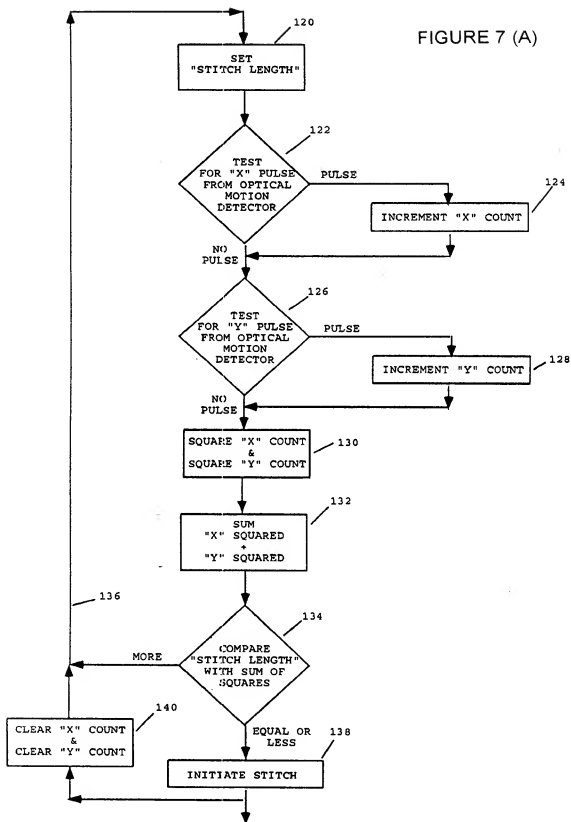 FIGURE 7 (A)
120
SET
"STITCH LENGTH"
122
TEST
FOR "X" PULSE
FROM OPTICAL
MOTION
DETECTOR
PULSE
124
INCREMENT "X" COUNT
NO
PULSE
126
TEST
FOR "Y" PULSE
FROM OPTICAL
MOTION
DETECTOR
PULSE
128
INCREMENT "Y" COUNT
NO
PULSE
SQUARE "X" COUNT
&
SQUARE "Y" COUNT
130
132
SUM
"X" SQUARED
+
"Y" SQUARED
136
134
COMPARE
"STITCH LENGTH"
WITH SUM OF
SQUARES
MORE
140
CLEAR "X" COUNT
&
CLEAR "Y" COUNT
EQUAL OR
LESS
138
INITIATE STITCH